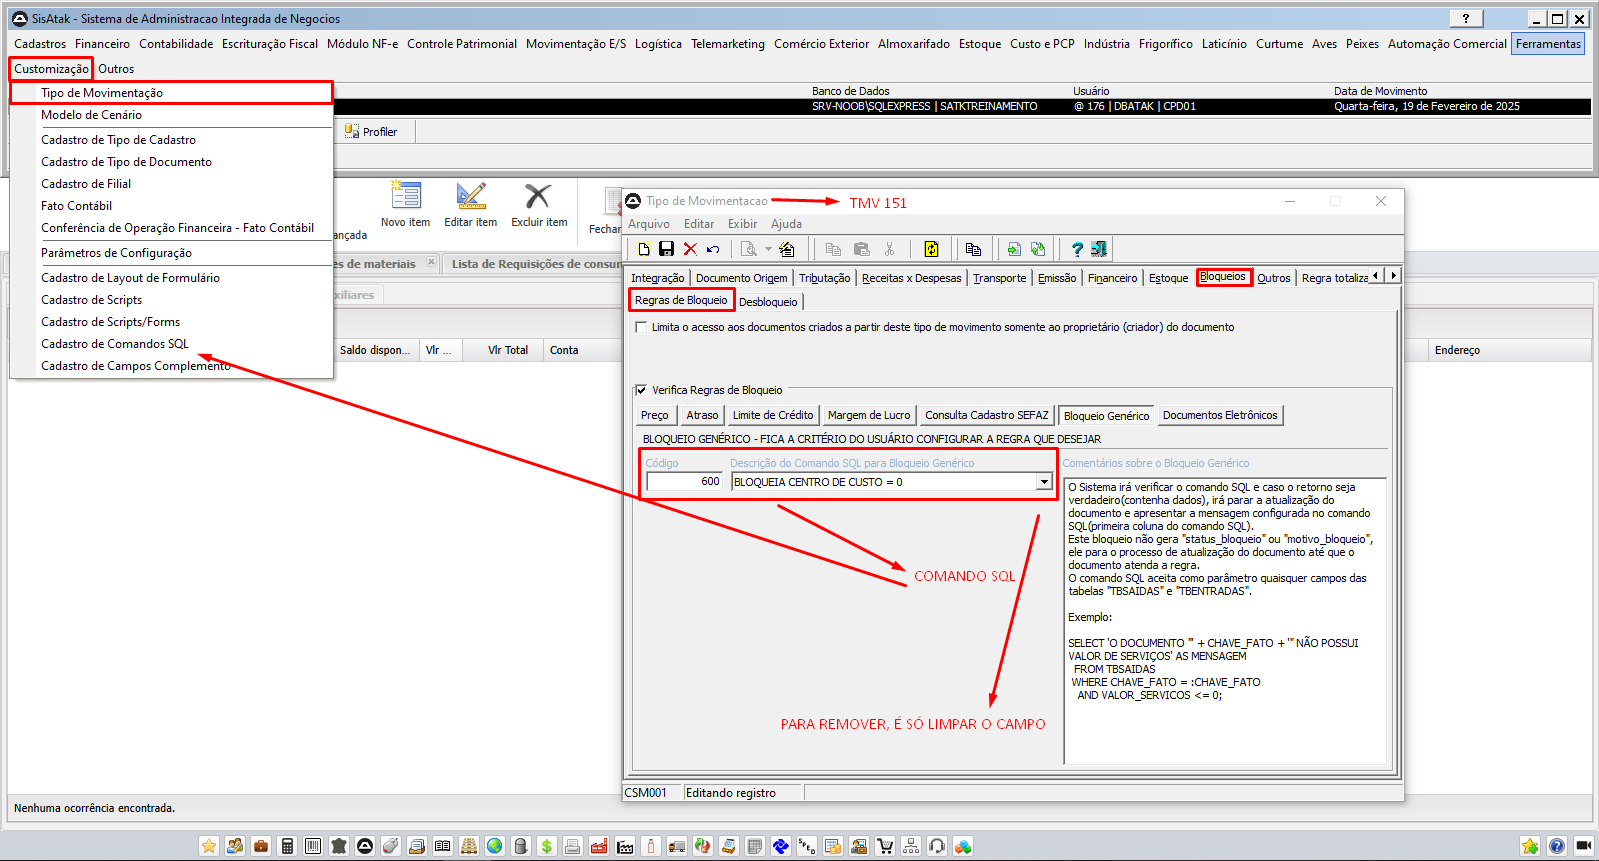 SisAtak - Sistema de Administracao Integrada de Negocios
?
Cadastros Financeiro Contabilidade Escrituração Fiscal Módulo NF-e Controle Patrimonial Movimentação E/S Logística Telemarketing Comércio Exterior Almoxarifado Estoque Custo e PCP Indústria Frigorífico Laticínio Curtume Aves Peixes Automação Comercial Ferramentas
Customização Outros
Banco de Dados Usuário Data de Movimento
SRV-NOOB\SQLEXPRESS | SATKTREINAMENTO @ 176 | DBATAK | CPD01 Quarta-feira, 19 de Fevereiro de 2025
Tipo de Movimentação
Modelo de Cenário
Profiler
Cadastro de Tipo de Cadastro
Cadastro de Tipo de Documento
Cadastro de Filial
Fato Contábil
Conferência de Operação Financeira - Fato Contábil
Parâmetros de Configuração
Cadastro de Layout de Formulário
Cadastro de Scripts
Cadastro de Scripts/Forms
Cadastro de Comandos SQL
Cadastro de Campos Complemento
ançada
Novo item Editar item Excluir item Fechar
es de materiais Lista de Requisições de consun
xiliares
Saldo dispon... Vlr ... Vlr Total Conta Endereço
Tipo de Movimentacao TMV 151
Arquivo Editar Exibir Ajuda
?
Integração Documento Origem Tributação Receitas x Despesas Transporte Emissão Financeiro Estoque Bloqueios Outros Regra totaliza
Regras de Bloqueio Desbloqueio
Limita o acesso aos documentos criados a partir deste tipo de movimento somente ao proprietário (criador) do documento
Verifica Regras de Bloqueio
Preço Atraso Limite de Crédito Margem de Lucro Consulta Cadastro SEFAZ Bloqueio Genérico Documentos Eletrônicos
BLOQUEIO GENÉRICO - FICA A CRITÉRIO DO USUÁRIO CONFIGURAR A REGRA QUE DESEJAR
Código Descrição do Comando SQL para Bloqueio Genérico Comentários sobre o Bloqueio Genérico
600 BLOQUEIA CENTRO DE CUSTO = 0
O Sistema irá verificar o comando SQL e caso o retorno seja
verdadeiro(contenha dados), irá parar a atualização do
documento e apresentar a mensagem configurada no comando
SQL(primeira coluna do comando SQL).
Este bloqueio não gera "status_bloqueio" ou "motivo_bloqueio",
ele para o processo de atualização do documento até que o
documento atenda a regra.
O comando SQL aceita como parâmetro quaisquer campos das
tabelas "TBSAIDAS" e "TBENTRADAS".
Exemplo:
SELECT 'O DOCUMENTO "' + CHAVE_FATO + '" NÃO POSSUI
VALOR DE SERVIÇOS' AS MENSAGEM
FROM TBSAIDAS
WHERE CHAVE_FATO = :CHAVE_FATO
AND VALOR_SERVICOS <= 0;
COMANDO SQL
PARA REMOVER, É SÓ LIMPAR O CAMPO
CSM001 Editando registro
Nenhuma ocorrência encontrada.